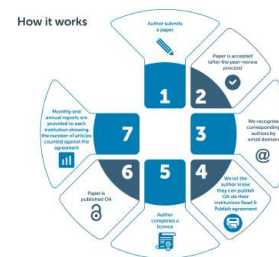 How it works
Author submits
a paper
1
Paper is accepted
(after the peer-review
process)
2
We recognise
corresponding
authors by
email domain
@
3
We let the
author know
they can publish
OA via their
institutions Read &
Publish agreement
4
Author
completes a
licence
5
Paper is
published OA
6
Monthly and
annual reports are
provided to each
institution showing
the number of articles
counted against the
agreement
7